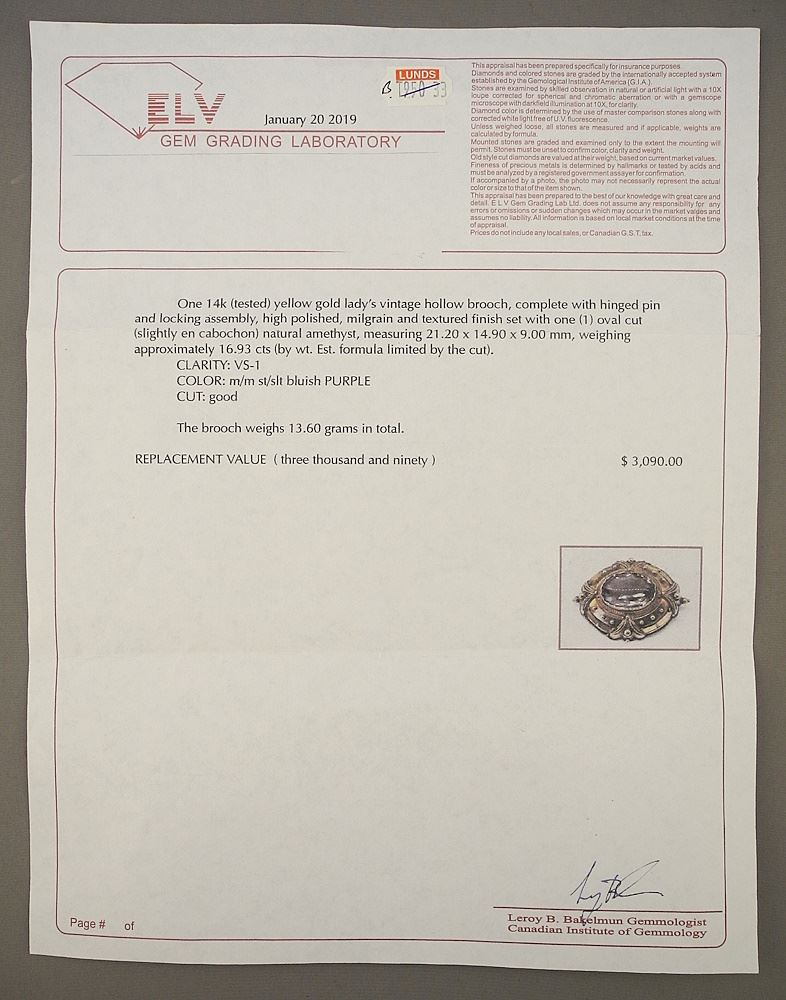 ELV
January 20 2019
GEM GRADING LABORATORY
LUNDS
B
This appraisal has been prepared specifically for insurance purposes.
Diamonds and colored stones are graded by the internationally accepted system
established by the Gemological Institute of America (G.I.A.).
Stones are examined by skilled observation in natural or artificial light with a 10X
loupe corrected for spherical and chromatic aberration or with a gemscope
microscope with darkfield illumination at 10X, for clarity.
Diamond color is determined by the use of master comparison stones along with
corrected white light free of U.V. fluorescence.
Unless weighed loose, all stones are measured and if applicable, weights are
calculated by formula.
Mounted stones are graded and examined only to the extent the mounting will
permit. Stones must be unset to confirm color, clarity and weight.
Old style cut diamonds are valued at their weight, based on current market values.
Fineness of precious metals is determined by hallmarks or tested by acids and
must be analyzed by a registered government assayer for confirmation.
If accompanied by a photo, the photo may not necessarily represent the actual
color or size to that of the item shown.
This appraisal has been prepared to the best of our knowledge with great care and
detail. E L V Gem Grading Lab Ltd. does not assume any responsibility for any
errors or omissions or sudden changes which may occur in the market values and
assumes no liability. All information is based on local market conditions at the time
of appraisal.
Prices do not include any local sales, or Canadian G.S.T. tax.
One 14k (tested) yellow gold lady's vintage hollow brooch, complete with hinged pin
and locking assembly, high polished, milgrain and textured finish set with one (1) oval cut
(slightly en cabochon) natural amethyst, measuring 21.20 x 14.90 x 9.00 mm, weighing
approximately 16.93 cts (by wt. Est. formula limited by the cut).
CLARITY: VS-1
COLOR: m/m st/slt bluish PURPLE
CUT: good
The brooch weighs 13.60 grams in total.
REPLACEMENT VALUE ( three thousand and ninety ) $ 3,090.00
Page # of
Leroy B. Bakelmun Gemmologist
Canadian Institute of Gemmology